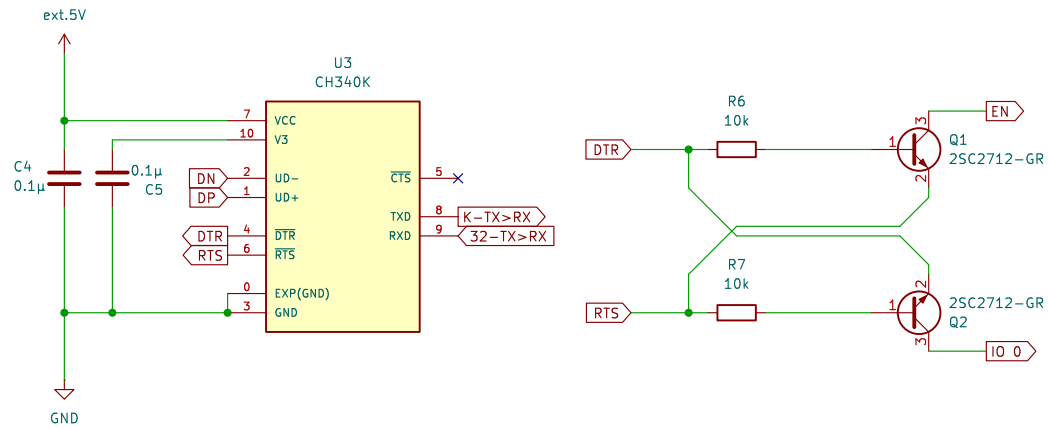 ext.5V
U3
CH340K
7 VCC
10 V3
C4
0.1µ
0.1µ
C5
DN 2 UD-
DP 1 UD+
CTS 5
TXD 8 K-TX>RX
RXD 9 32-TX>RX
DTR 4 DTR
RTS 6 RTS
0 EXP(GND)
3 GND
GND
R6
10k
DTR
1
3
2
EN
Q1
2SC2712-GR
R7
10k
RTS
1
2
3
2SC2712-GR
Q2
IO 0